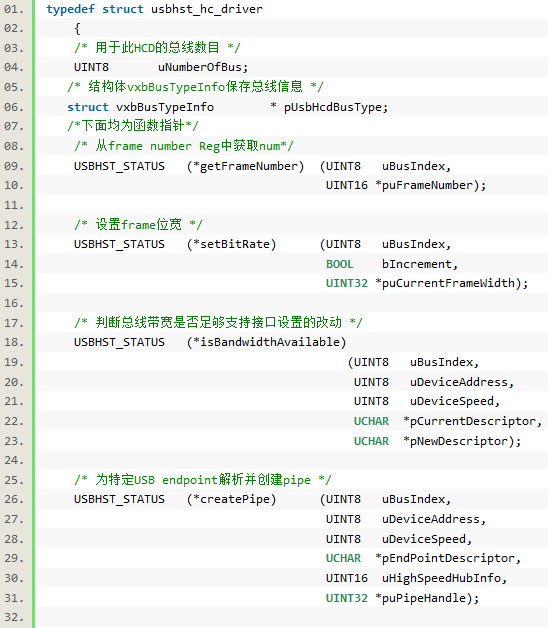 01. typedef struct usbhst_hc_driver
02. {
03. /* 用于此HCD的总线数目 */
04. UINT8 uNumberOfBus;
05. /* 结构体vxbBusTypeInfo保存总线信息 */
06. struct vxbBusTypeInfo * pUsbHcdBusType;
07. /*下面均为函数指针*/
08. /* 从frame number Reg中获取num*/
09. USBHST_STATUS (*getFrameNumber) (UINT8 uBusIndex,
10. UINT16 *puFrameNumber);
11.
12. /* 设置frame位宽 */
13. USBHST_STATUS (*setBitRate) (UINT8 uBusIndex,
14. BOOL bIncrement,
15. UINT32 *puCurrentFrameWidth);
16.
17. /* 判断总线带宽是否足够支持接口设置的改动 */
18. USBHST_STATUS (*isBandwidthAvailable)
19. (UINT8 uBusIndex,
20. UINT8 uDeviceAddress,
21. UINT8 uDeviceSpeed,
22. UCHAR *pCurrentDescriptor,
23. UCHAR *pNewDescriptor);
24.
25. /* 为特定USB endpoint解析并创建pipe */
26. USBHST_STATUS (*createPipe) (UINT8 uBusIndex,
27. UINT8 uDeviceAddress,
28. UINT8 uDeviceSpeed,
29. UCHAR *pEndPointDescriptor,
30. UINT16 uHighSpeedHubInfo,
31. UINT32 *puPipeHandle);
32.